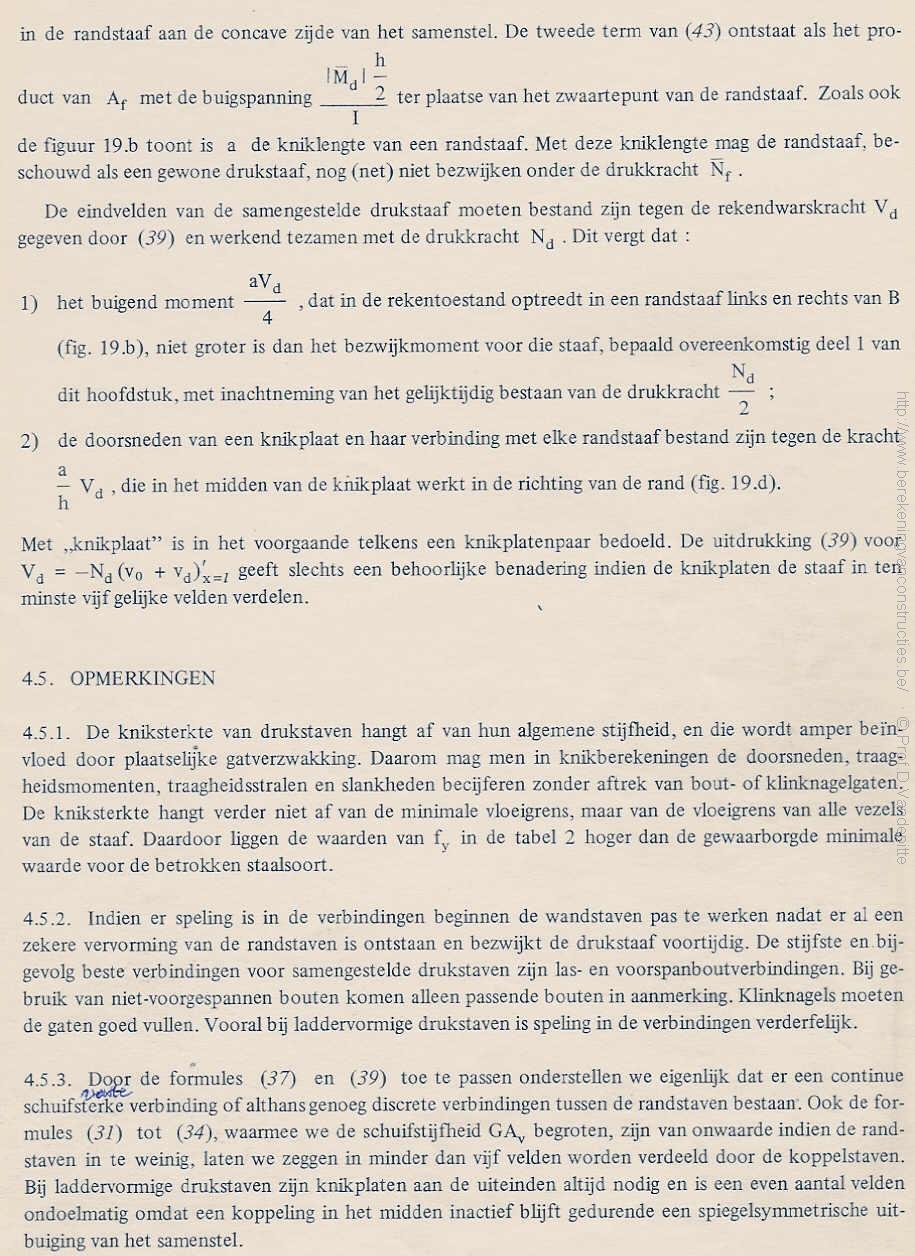 in de randstaaf aan de concave zijde van het samenstel. De tweede term van (43) ontstaat als het pro-
duct van A_f met de buigspanning |M̅_d| h/2 / I ter plaatse van het zwaartepunt van de randstaaf. Zoals ook
de figuur 19.b toont is a de kniklengte van een randstaaf. Met deze kniklengte mag de randstaaf, be-
schouwd als een gewone drukstaaf, nog (net) niet bezwijken onder de drukkracht N̅_f .
De eindvelden van de samengestelde drukstaaf moeten bestand zijn tegen de rekendwarskracht V_d
gegeven door (39) en werkend tezamen met de drukkracht N_d . Dit vergt dat :
1) het buigend moment aV_d / 4 , dat in de rekentoestand optreedt in een randstaaf links en rechts van B
(fig. 19.b), niet groter is dan het bezwijkmoment voor die staaf, bepaald overeenkomstig deel 1 van
dit hoofdstuk, met inachtneming van het gelijktijdig bestaan van de drukkracht N_d / 2 ;
2) de doorsneden van een knikplaat en haar verbinding met elke randstaaf bestand zijn tegen de kracht
a/h V_d , die in het midden van de knikplaat werkt in de richting van de rand (fig. 19.d).
Met „knikplaat” is in het voorgaande telkens een knikplatenpaar bedoeld. De uitdrukking (39) voor
V_d = −N_d (v_0 + v_d)′_x=l geeft slechts een behoorlijke benadering indien de knikplaten de staaf in ten
minste vijf gelijke velden verdelen.
4.5. OPMERKINGEN
4.5.1. De kniksterkte van drukstaven hangt af van hun algemene stijfheid, en die wordt amper beïn-
vloed door plaatselijke gatverzwakking. Daarom mag men in knikberekeningen de doorsneden, traag-
heidsmomenten, traagheidsstralen en slankheden becijferen zonder aftrek van bout- of klinknagelgaten.
De kniksterkte hangt verder niet af van de minimale vloeigrens, maar van de vloeigrens van alle vezels
van de staaf. Daardoor liggen de waarden van f_y in de tabel 2 hoger dan de gewaarborgde minimale
waarde voor de betrokken staalsoort.
4.5.2. Indien er speling is in de verbindingen beginnen de wandstaven pas te werken nadat er al een
zekere vervorming van de randstaven is ontstaan en bezwijkt de drukstaaf voortijdig. De stijfste en bij-
gevolg beste verbindingen voor samengestelde drukstaven zijn las- en voorspanboutverbindingen. Bij ge-
bruik van niet-voorgespannen bouten komen alleen passende bouten in aanmerking. Klinknagels moeten
de gaten goed vullen. Vooral bij laddervormige drukstaven is speling in de verbindingen verderfelijk.
4.5.3. Door de formules (37) en (39) toe te passen onderstellen we eigenlijk dat er een continue
vaste
schuifsterke verbinding of althans genoeg discrete verbindingen tussen de randstaven bestaan. Ook de for-
mules (31) tot (34), waarmee we de schuifstijfheid GA_v begroten, zijn van onwaarde indien de rand-
staven in te weinig, laten we zeggen in minder dan vijf velden worden verdeeld door de koppelstaven.
Bij laddervormige drukstaven zijn knikplaten aan de uiteinden altijd nodig en is een even aantal velden
ondoelmatig omdat een koppeling in het midden inactief blijft gedurende een spiegelsymmetrische uit-
buiging van het samenstel.
http://www.berekeningvanconstructies.be/ · © Prof.D.Vandepitte